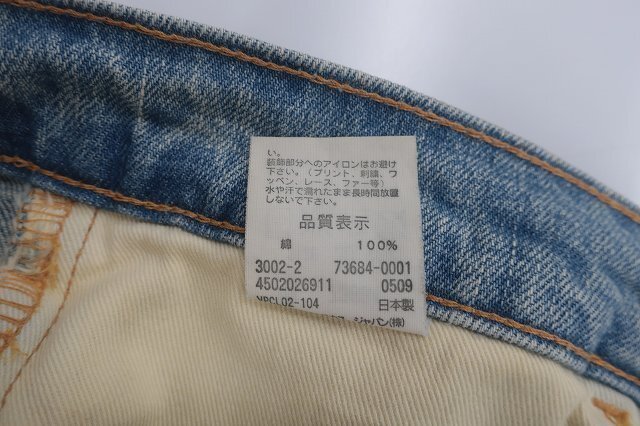 い。
装飾部分へのアイロンはお避け
下さい。(プリント、刺繍、ワ
ッペン、レース、ファー等)
水や汗で濡れたまま長時間放置
しないで下さい。
品質表示
綿 100%
3002-2 73684-0001
4502026911 0509
日本製
ジャパン(株)